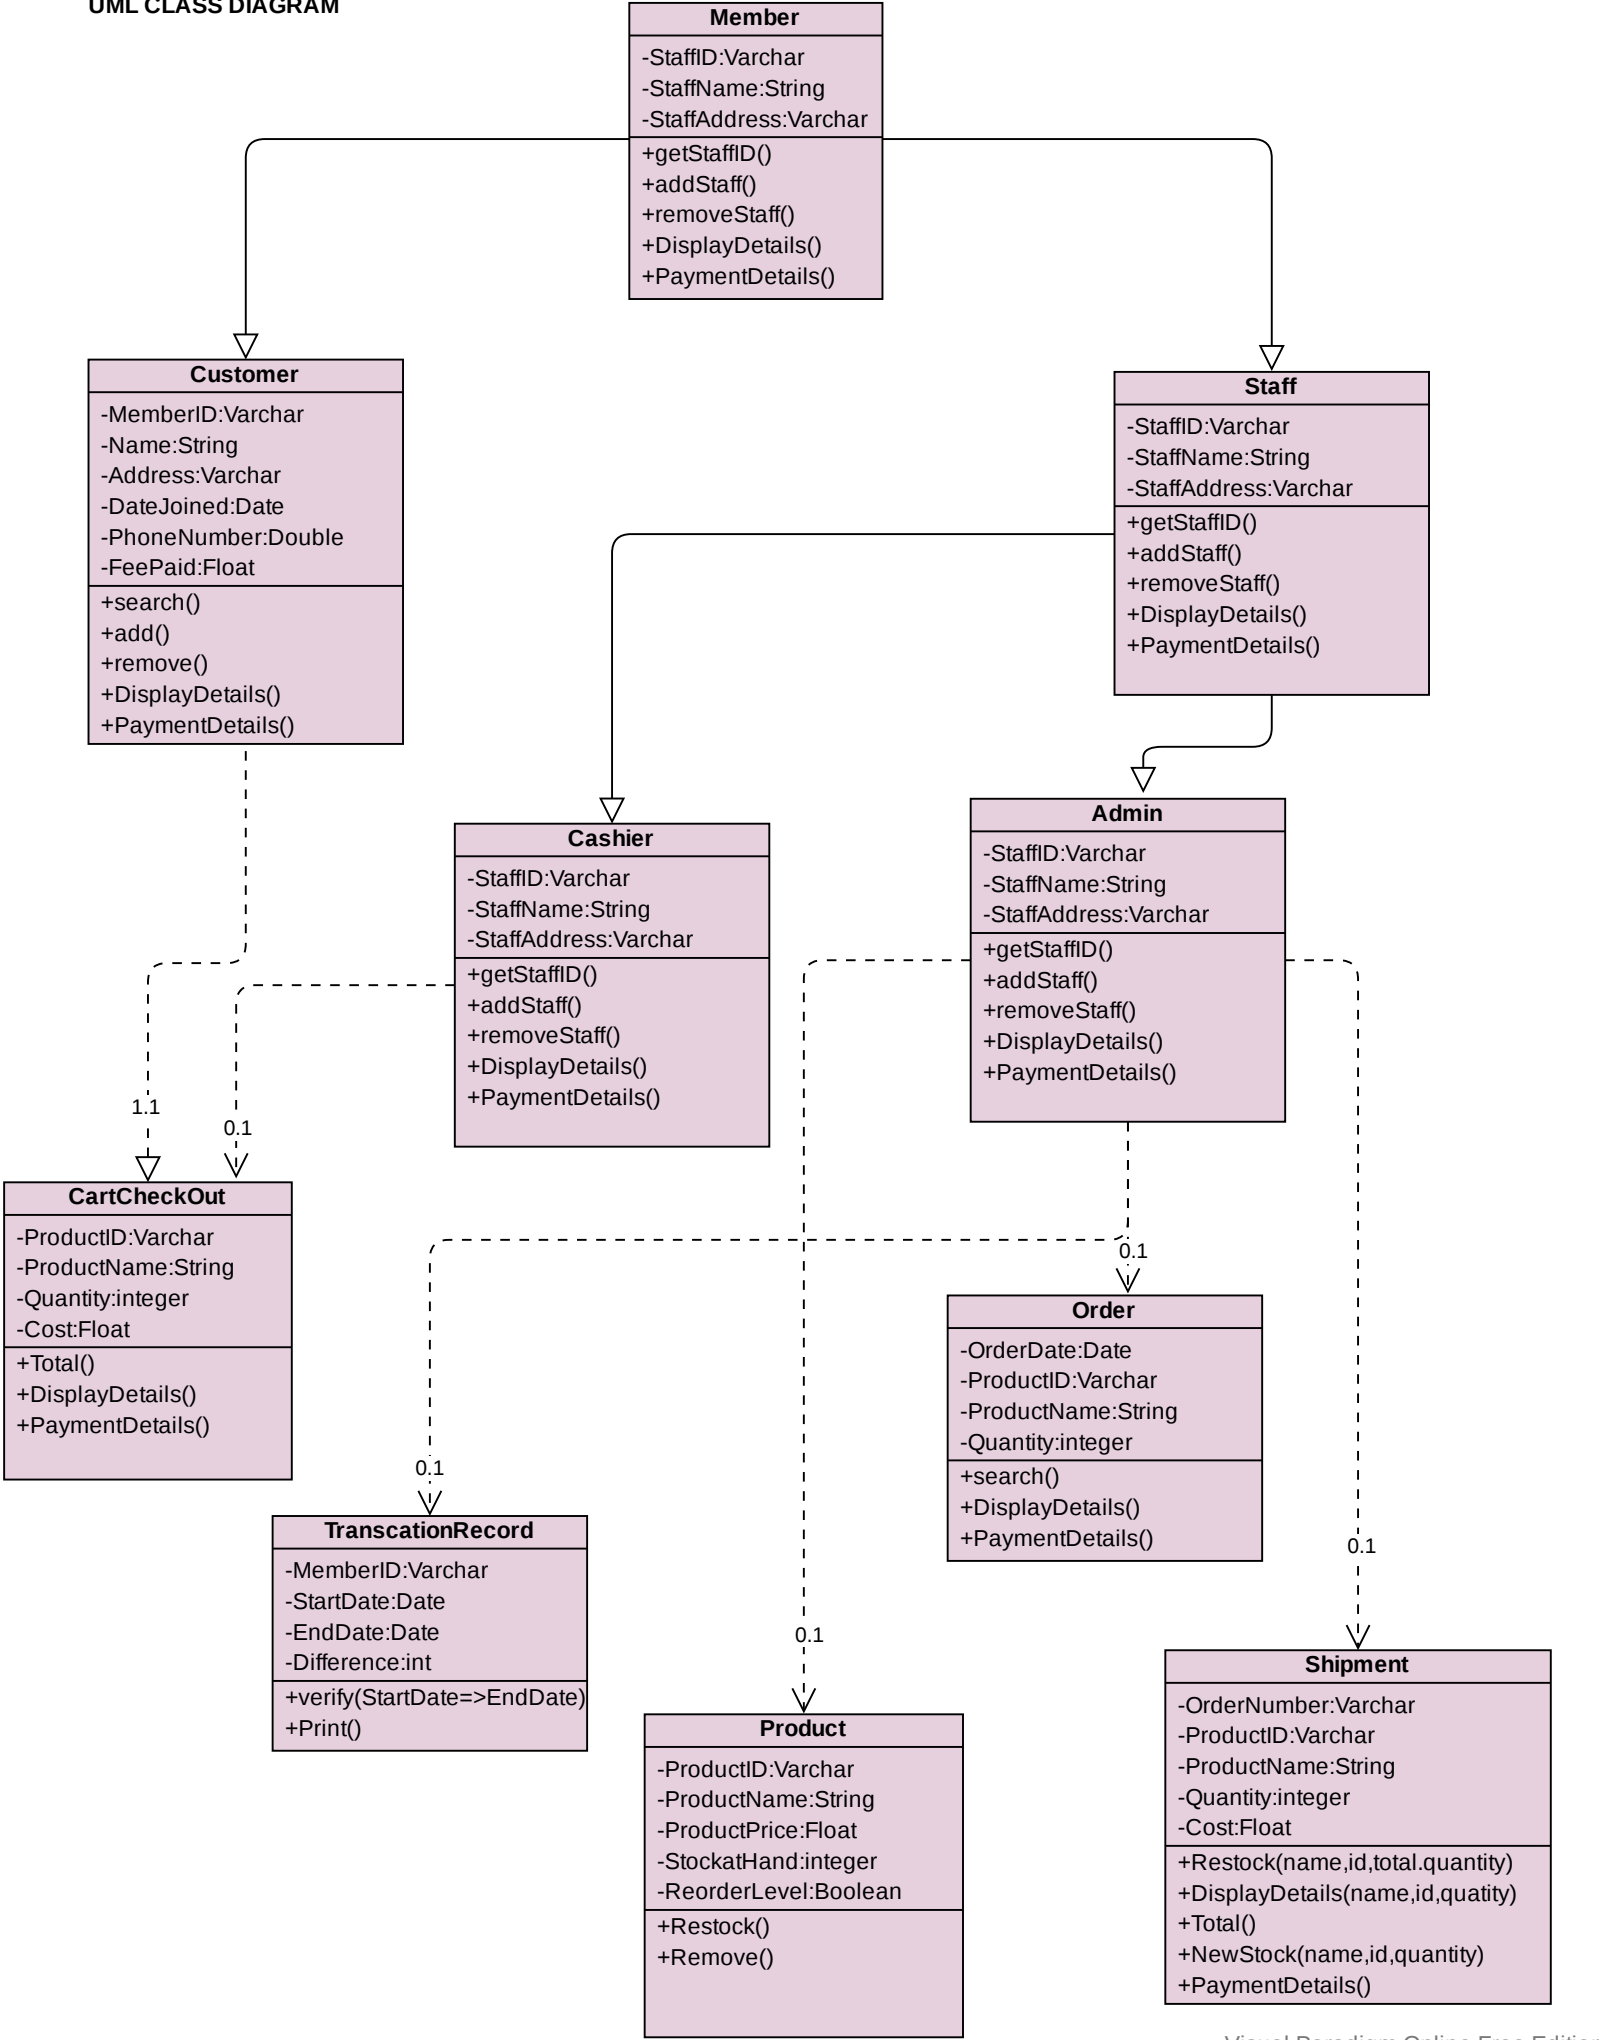 UML CLASS DIAGRAM
Member
-StaffID:Varchar
-StaffName:String
-StaffAddress:Varchar
+getStaffID()
+addStaff()
+removeStaff()
+DisplayDetails()
+PaymentDetails()
Customer
-MemberID:Varchar
-Name:String
-Address:Varchar
-DateJoined:Date
-PhoneNumber:Double
-FeePaid:Float
+search()
+add()
+remove()
+DisplayDetails()
+PaymentDetails()
Staff
-StaffID:Varchar
-StaffName:String
-StaffAddress:Varchar
+getStaffID()
+addStaff()
+removeStaff()
+DisplayDetails()
+PaymentDetails()
Cashier
-StaffID:Varchar
-StaffName:String
-StaffAddress:Varchar
+getStaffID()
+addStaff()
+removeStaff()
+DisplayDetails()
+PaymentDetails()
Admin
-StaffID:Varchar
-StaffName:String
-StaffAddress:Varchar
+getStaffID()
+addStaff()
+removeStaff()
+DisplayDetails()
+PaymentDetails()
1.1
0.1
CartCheckOut
-ProductID:Varchar
-ProductName:String
-Quantity:integer
-Cost:Float
+Total()
+DisplayDetails()
+PaymentDetails()
0.1
Order
-OrderDate:Date
-ProductID:Varchar
-ProductName:String
-Quantity:integer
+search()
+DisplayDetails()
+PaymentDetails()
0.1
TranscationRecord
-MemberID:Varchar
-StartDate:Date
-EndDate:Date
-Difference:int
+verify(StartDate=>EndDate)
+Print()
0.1
Product
-ProductID:Varchar
-ProductName:String
-ProductPrice:Float
-StockatHand:integer
-ReorderLevel:Boolean
+Restock()
+Remove()
0.1
Shipment
-OrderNumber:Varchar
-ProductID:Varchar
-ProductName:String
-Quantity:integer
-Cost:Float
+Restock(name,id,total.quantity)
+DisplayDetails(name,id,quatity)
+Total()
+NewStock(name,id,quantity)
+PaymentDetails()
Visual Paradigm Online Free Edition